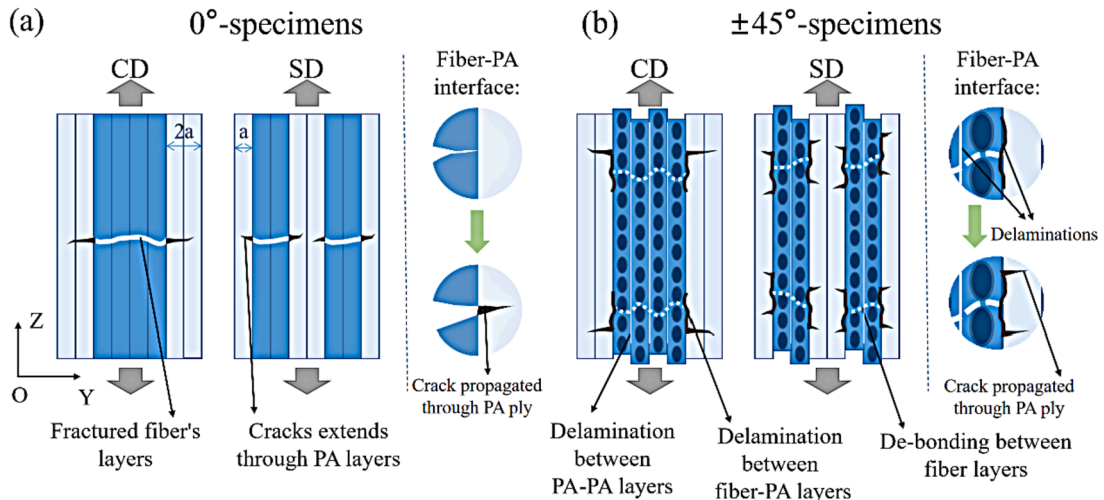 (a)
0°-specimens
CD
SD
Fiber-PA
interface:
2a
a
Z
O
Y
Fractured fiber's
layers
Cracks extends
through PA layers
Crack propagated
through PA ply
(b)
±45°-specimens
CD
SD
Fiber-PA
interface:
Delaminations
Crack propagated
through PA ply
Delamination
between
PA-PA layers
Delamination
between
fiber-PA layers
De-bonding between
fiber layers